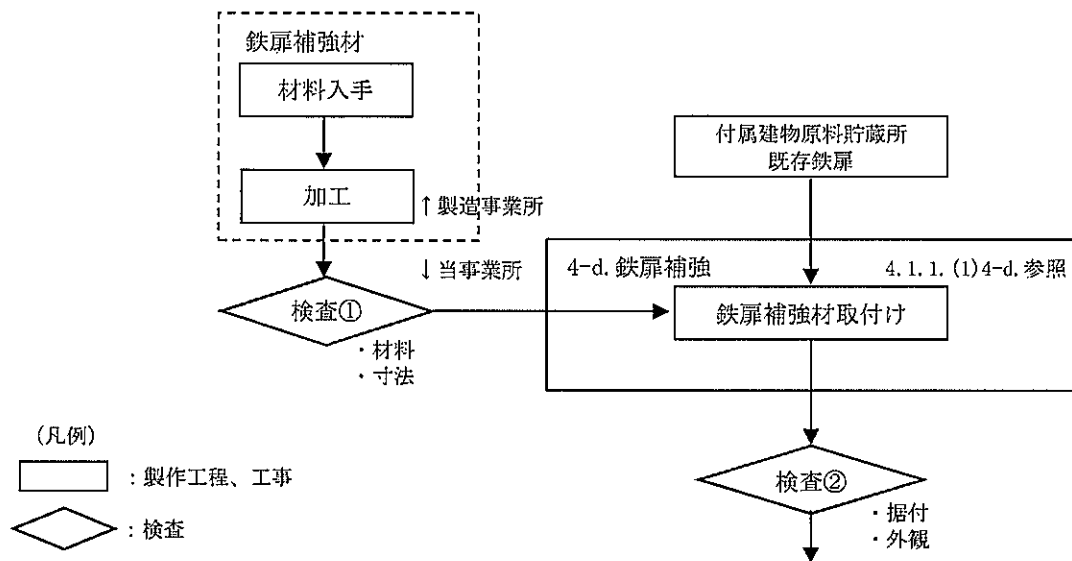 鉄扉補強材
材料入手
加工
↑製造事業所
↓当事業所
検査①
・材料
・寸法
付属建物原料貯蔵所
既存鉄扉
4-d.鉄扉補強
4.1.1.(1)4-d.参照
鉄扉補強材取付け
検査②
・据付
・外観
(凡例)
：製作工程、工事
：検査